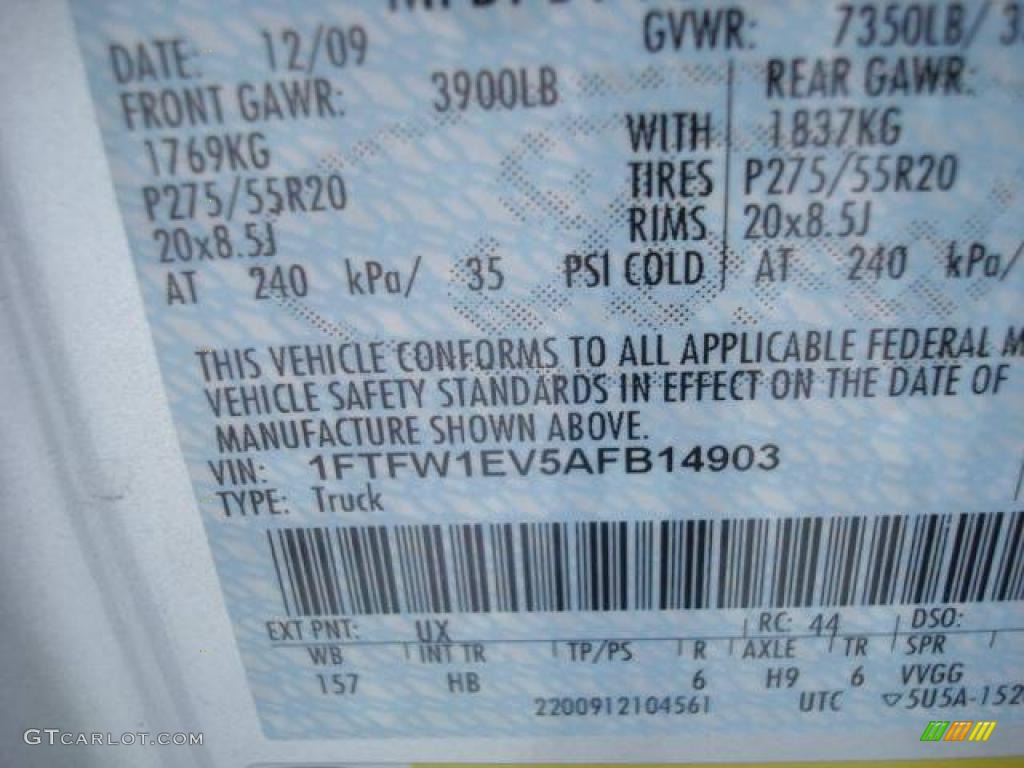 GVWR: 7350LB/
DATE: 12/09
FRONT GAWR: 3900LB REAR GAWR:
1769KG WITH 1837KG
P275/55R20 TIRES P275/55R20
20x8.5J RIMS 20x8.5J
AT 240 kPa/ 35 PSI COLD AT 240 kPa/
THIS VEHICLE CONFORMS TO ALL APPLICABLE FEDERAL M
VEHICLE SAFETY STANDARDS IN EFFECT ON THE DATE OF
MANUFACTURE SHOWN ABOVE.
VIN: 1FTFW1EV5AFB14903
TYPE: Truck
EXT PNT: UX RC: 44 DSO:
WB INT TR TP/PS R AXLE TR SPR
157 HB 6 H9 6 VVGG
2200912104561 UTC ▽5U5A-152
GTCARLOT.COM